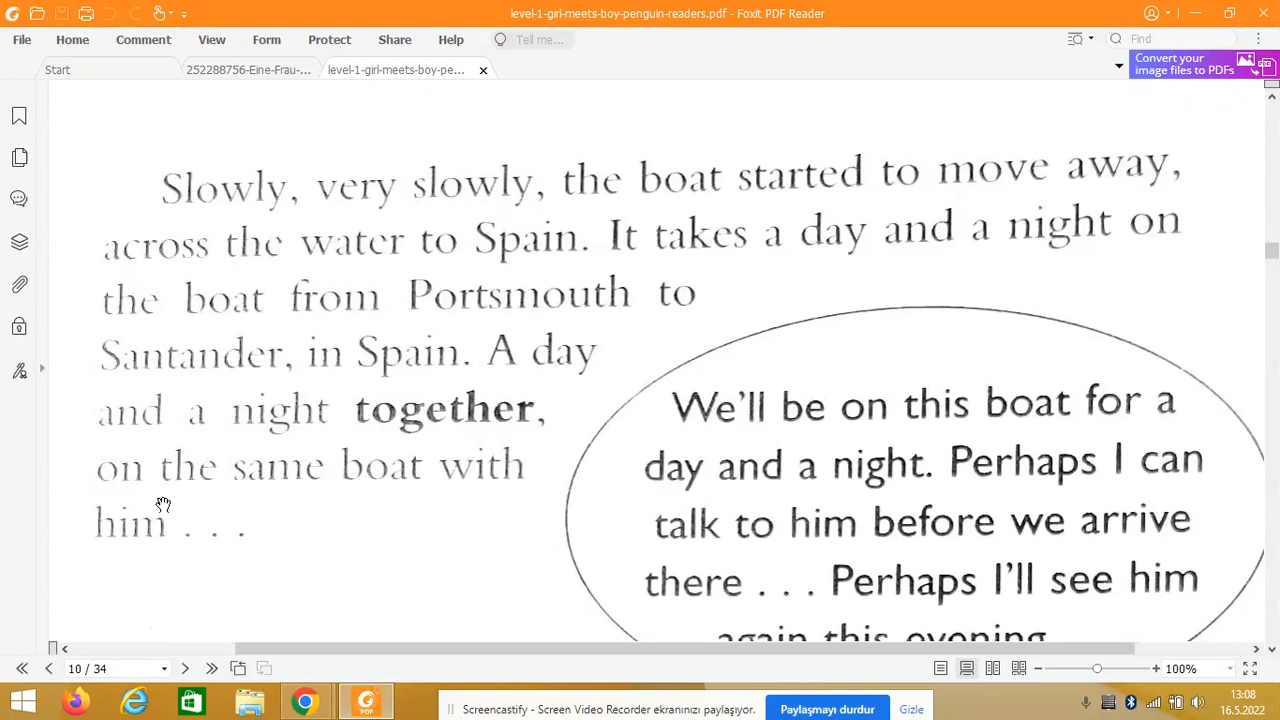 level-1-girl-meets-boy-penguin-readers.pdf - Foxit PDF Reader
File Home Comment View Form Protect Share Help Tell me... Find
Start 252288756-Eine-Frau-... level-1-girl-meets-boy-pe... Convert your
image files to PDFs
Slowly, very slowly, the boat started to move away,
across the water to Spain. It takes a day and a night on
the boat from Portsmouth to
Santander, in Spain. A day
and a night together,
on the same boat with
him . . .
We'll be on this boat for a
day and a night. Perhaps I can
talk to him before we arrive
there . . . Perhaps I'll see him
again this evening
10 / 34 100%
Screencastify - Screen Video Recorder ekranınızı paylaşıyor. Paylaşmayı durdur Gizle
13:08
16.5.2022